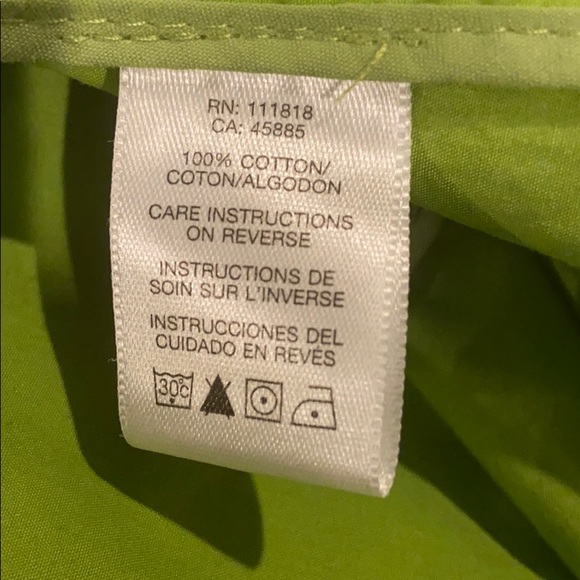 RN: 111818
CA: 45885
100% COTTON/
COTON/ALGODON
CARE INSTRUCTIONS
ON REVERSE
INSTRUCTIONS DE
SOIN SUR L'INVERSE
INSTRUCCIONES DEL
CUIDADO EN REVÉS
30°C